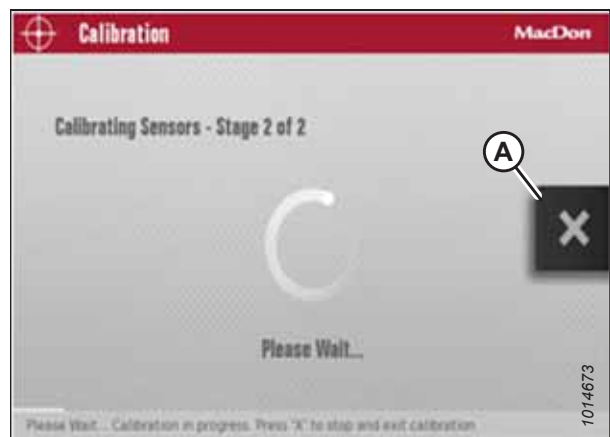 Calibration
MacDon
Calibrating Sensors - Stage 2 of 2
A
X
Please Wait...
1014673
Please Wait... Calibration in progress. Press "X" to stop and exit calibration